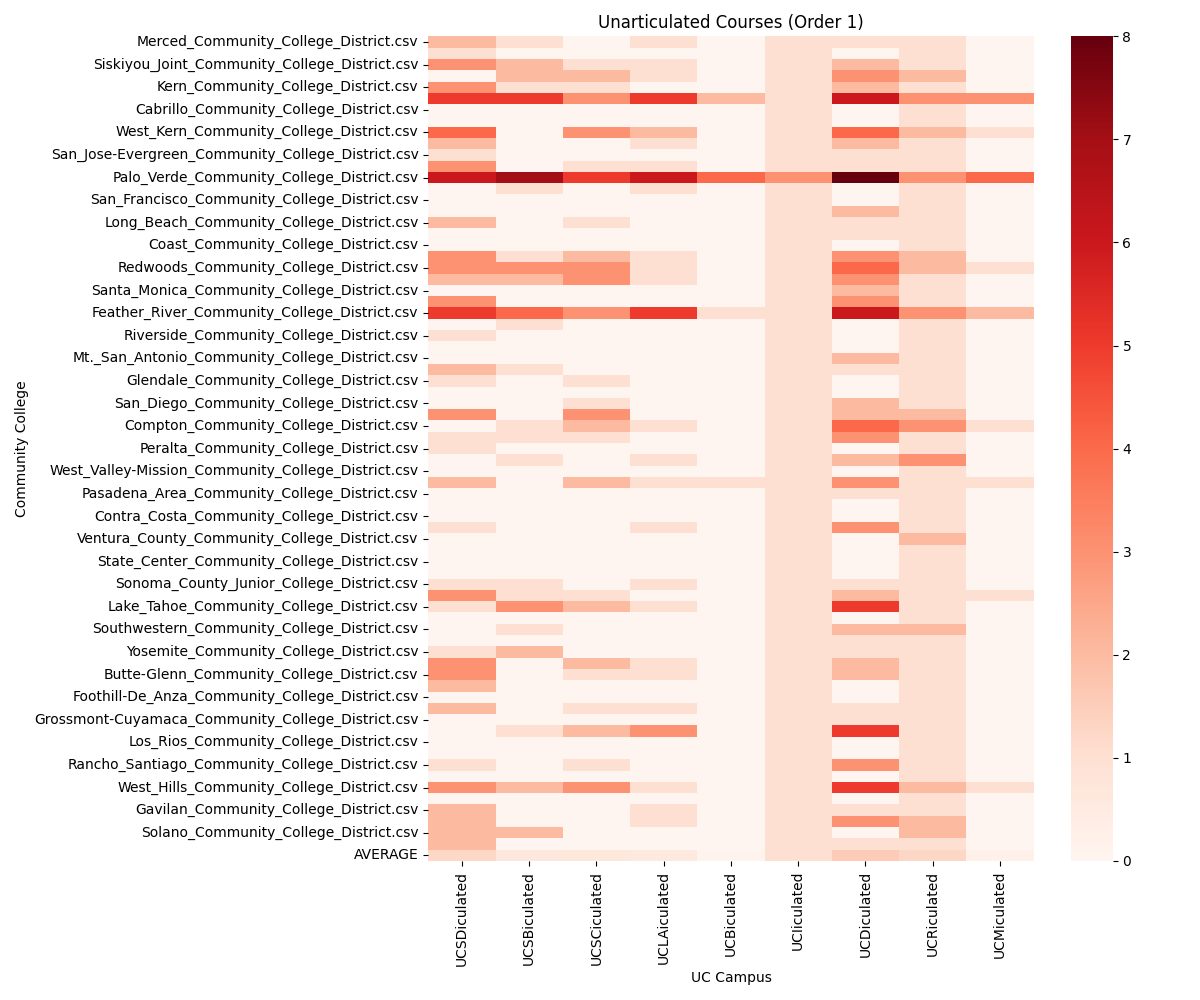 Unarticulated Courses (Order 1)
Merced_Community_College_District.csv
Siskiyou_Joint_Community_College_District.csv
Kern_Community_College_District.csv
Cabrillo_Community_College_District.csv
West_Kern_Community_College_District.csv
San_Jose-Evergreen_Community_College_District.csv
Palo_Verde_Community_College_District.csv
San_Francisco_Community_College_District.csv
Long_Beach_Community_College_District.csv
Coast_Community_College_District.csv
Redwoods_Community_College_District.csv
Santa_Monica_Community_College_District.csv
Feather_River_Community_College_District.csv
Riverside_Community_College_District.csv
Mt._San_Antonio_Community_College_District.csv
Glendale_Community_College_District.csv
San_Diego_Community_College_District.csv
Compton_Community_College_District.csv
Peralta_Community_College_District.csv
West_Valley-Mission_Community_College_District.csv
Pasadena_Area_Community_College_District.csv
Contra_Costa_Community_College_District.csv
Ventura_County_Community_College_District.csv
State_Center_Community_College_District.csv
Sonoma_County_Junior_College_District.csv
Lake_Tahoe_Community_College_District.csv
Southwestern_Community_College_District.csv
Yosemite_Community_College_District.csv
Butte-Glenn_Community_College_District.csv
Foothill-De_Anza_Community_College_District.csv
Grossmont-Cuyamaca_Community_College_District.csv
Los_Rios_Community_College_District.csv
Rancho_Santiago_Community_College_District.csv
West_Hills_Community_College_District.csv
Gavilan_Community_College_District.csv
Solano_Community_College_District.csv
AVERAGE
Community College
UCSDiculated
UCSBiculated
UCSCiculated
UCLAiculated
UCBiculated
UCIiculated
UCDiculated
UCRiculated
UCMiculated
UC Campus
8
7
6
5
4
3
2
1
0